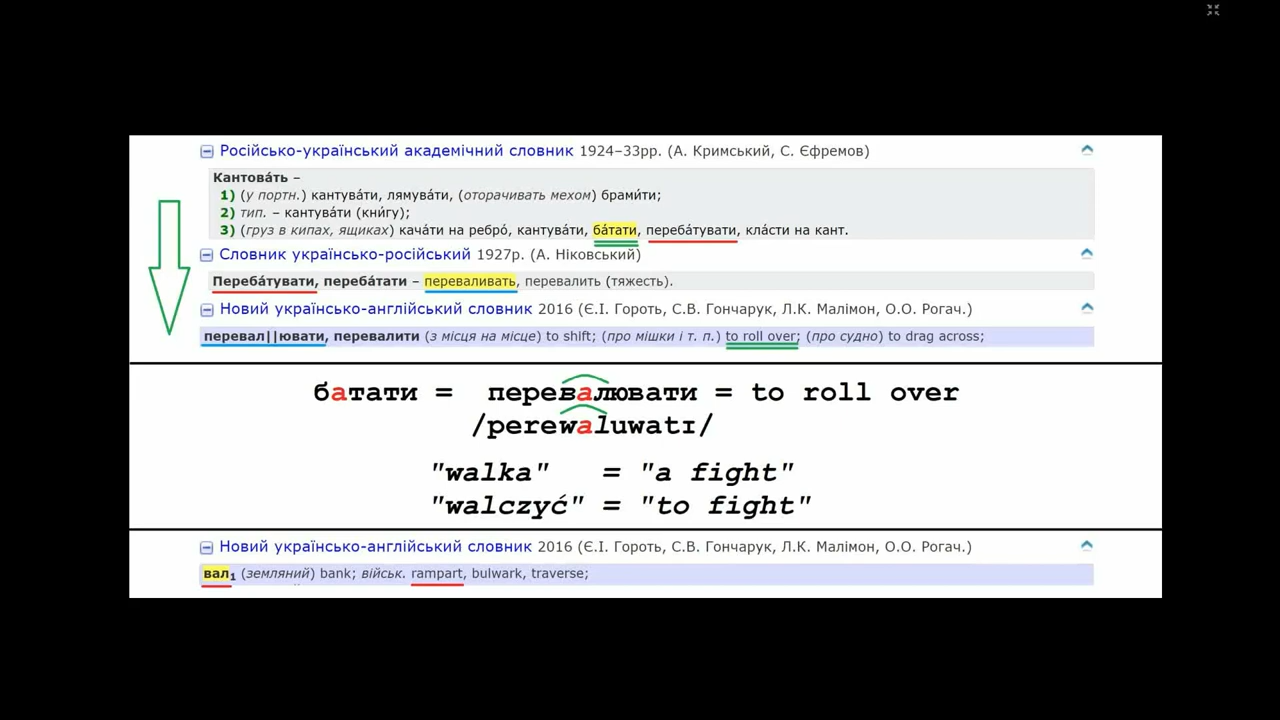 Російсько-український академічний словник 1924–33рр. (А. Кримський, С. Єфремов)
Кантова́ть –
1) (у портн.) кантува́ти, лямува́ти, (оторачивать мехом) брами́ти;
2) тип. – кантува́ти (кни́гу);
3) (груз в кипах, ящиках) кача́ти на ребро́, кантува́ти, ба́тати, переба́тувати, кла́сти на кант.
Словник українсько-російський 1927р. (А. Ніковський)
Переба́тувати, переба́тати – переваливать, перевалить (тяжесть).
Новий українсько-англійський словник 2016 (Є.І. Гороть, С.В. Гончарук, Л.К. Малімон, О.О. Рогач.)
перевал||ювати, перевалити (з місця на місце) to shift; (про мішки і т. п.) to roll over; (про судно) to drag across;
батати = перевалювати = to roll over
/perewaluwatɪ/
"walka" = "a fight"
"walczyć" = "to fight"
Новий українсько-англійський словник 2016 (Є.І. Гороть, С.В. Гончарук, Л.К. Малімон, О.О. Рогач.)
вал1 (земляний) bank; військ. rampart, bulwark, traverse;